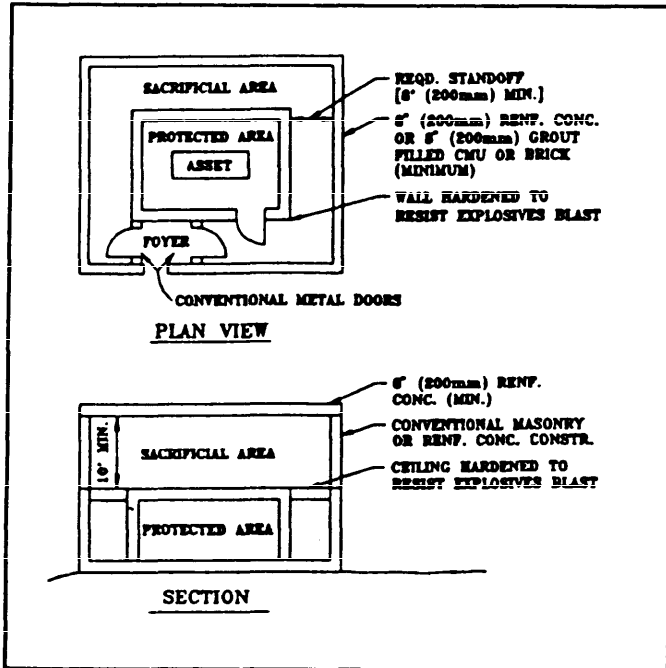 SACRIFICIAL AREA
PROTECTED AREA
ASSET
FOYER
REQD. STANDOFF
[8' (200mm) MIN.]
8" (200mm) RENF. CONC.
OR 8" (200mm) GROUT
FILLED CMU OR BRICK
(MINIMUM)
WALL HARDENED TO
RESIST EXPLOSIVES BLAST
CONVENTIONAL METAL DOORS
PLAN VIEW
8" (200mm) RENF.
CONC. (MIN.)
CONVENTIONAL MASONRY
OR RENF. CONC. CONSTR.
CEILING HARDENED TO
RESIST EXPLOSIVES BLAST
10' MIN.
SACRIFICIAL AREA
PROTECTED AREA
SECTION